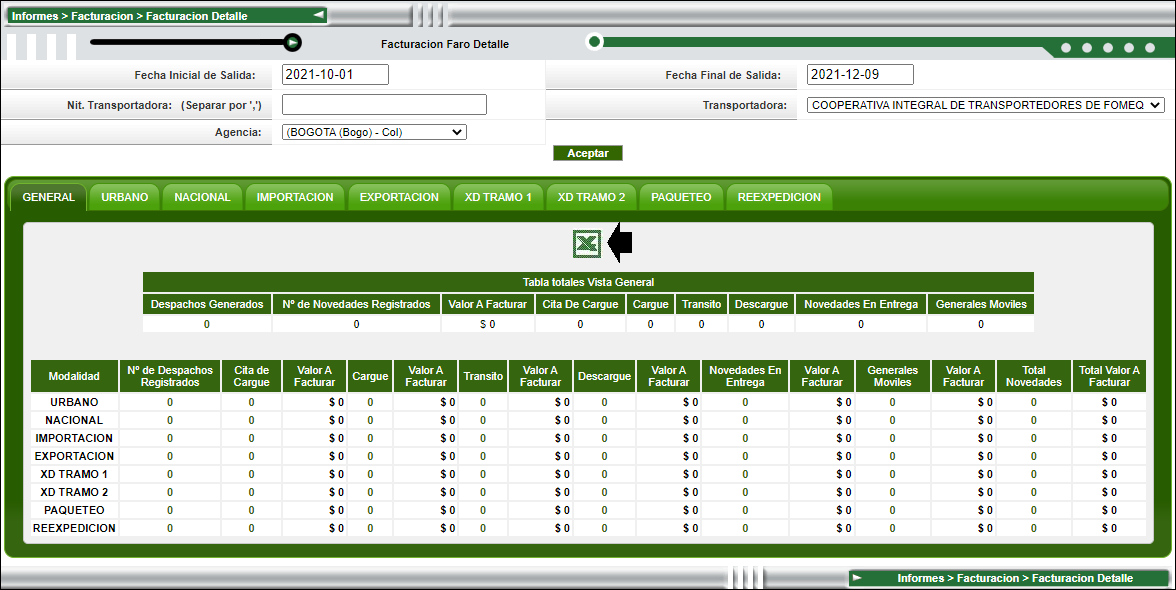 Informes > Facturacion > Facturacion Detalle
Facturacion Faro Detalle
Fecha Inicial de Salida: 2021-10-01 Fecha Final de Salida: 2021-12-09
Nit. Transportadora: (Separar por ',') Transportadora: COOPERATIVA INTEGRAL DE TRANSPORTEDORES DE FOMEQ
Agencia: (BOGOTA (Bogo) - Col)
Aceptar
GENERAL URBANO NACIONAL IMPORTACION EXPORTACION XD TRAMO 1 XD TRAMO 2 PAQUETEO REEXPEDICION
Tabla totales Vista General
Despachos Generados Nº de Novedades Registrados Valor A Facturar Cita De Cargue Cargue Transito Descargue Novedades En Entrega Generales Moviles
0 0 $ 0 0 0 0 0 0 0
Modalidad Nº de Despachos Registrados Cita de Cargue Valor A Facturar Cargue Valor A Facturar Transito Valor A Facturar Descargue Valor A Facturar Novedades En Entrega Valor A Facturar Generales Moviles Valor A Facturar Total Novedades Total Valor A Facturar
URBANO 0 0 $ 0 0 $ 0 0 $ 0 0 $ 0 0 $ 0 0 $ 0 0 $ 0
NACIONAL 0 0 $ 0 0 $ 0 0 $ 0 0 $ 0 0 $ 0 0 $ 0 0 $ 0
IMPORTACION 0 0 $ 0 0 $ 0 0 $ 0 0 $ 0 0 $ 0 0 $ 0 0 $ 0
EXPORTACION 0 0 $ 0 0 $ 0 0 $ 0 0 $ 0 0 $ 0 0 $ 0 0 $ 0
XD TRAMO 1 0 0 $ 0 0 $ 0 0 $ 0 0 $ 0 0 $ 0 0 $ 0 0 $ 0
XD TRAMO 2 0 0 $ 0 0 $ 0 0 $ 0 0 $ 0 0 $ 0 0 $ 0 0 $ 0
PAQUETEO 0 0 $ 0 0 $ 0 0 $ 0 0 $ 0 0 $ 0 0 $ 0 0 $ 0
REEXPEDICION 0 0 $ 0 0 $ 0 0 $ 0 0 $ 0 0 $ 0 0 $ 0 0 $ 0
Informes > Facturacion > Facturacion Detalle